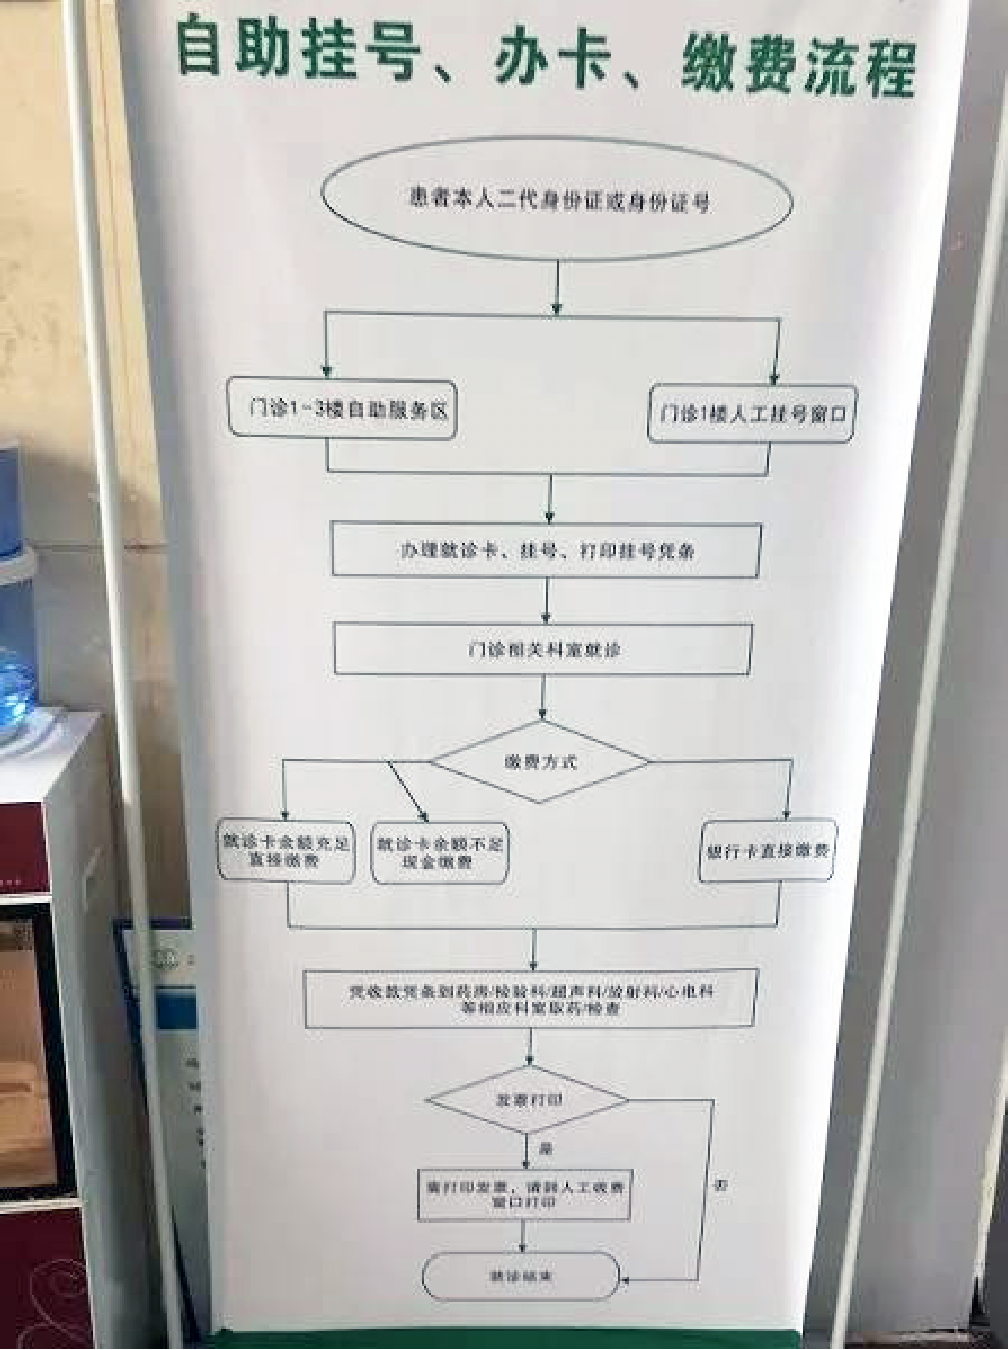 自助挂号、办卡、缴费流程
患者本人二代身份证或身份证号
门诊1-3楼自助服务区
门诊1楼人工挂号窗口
办理就诊卡、挂号、打印挂号凭条
门诊相关科室就诊
缴费方式
就诊卡余额充足
直接缴费
就诊卡余额不足
现金缴费
银行卡直接缴费
凭收费凭条到药房/检验科/超声科/放射科/心电科
等相应科室取药/检查
发票打印
是
否
需打印发票，请到人工收费
窗口打印
就诊结束